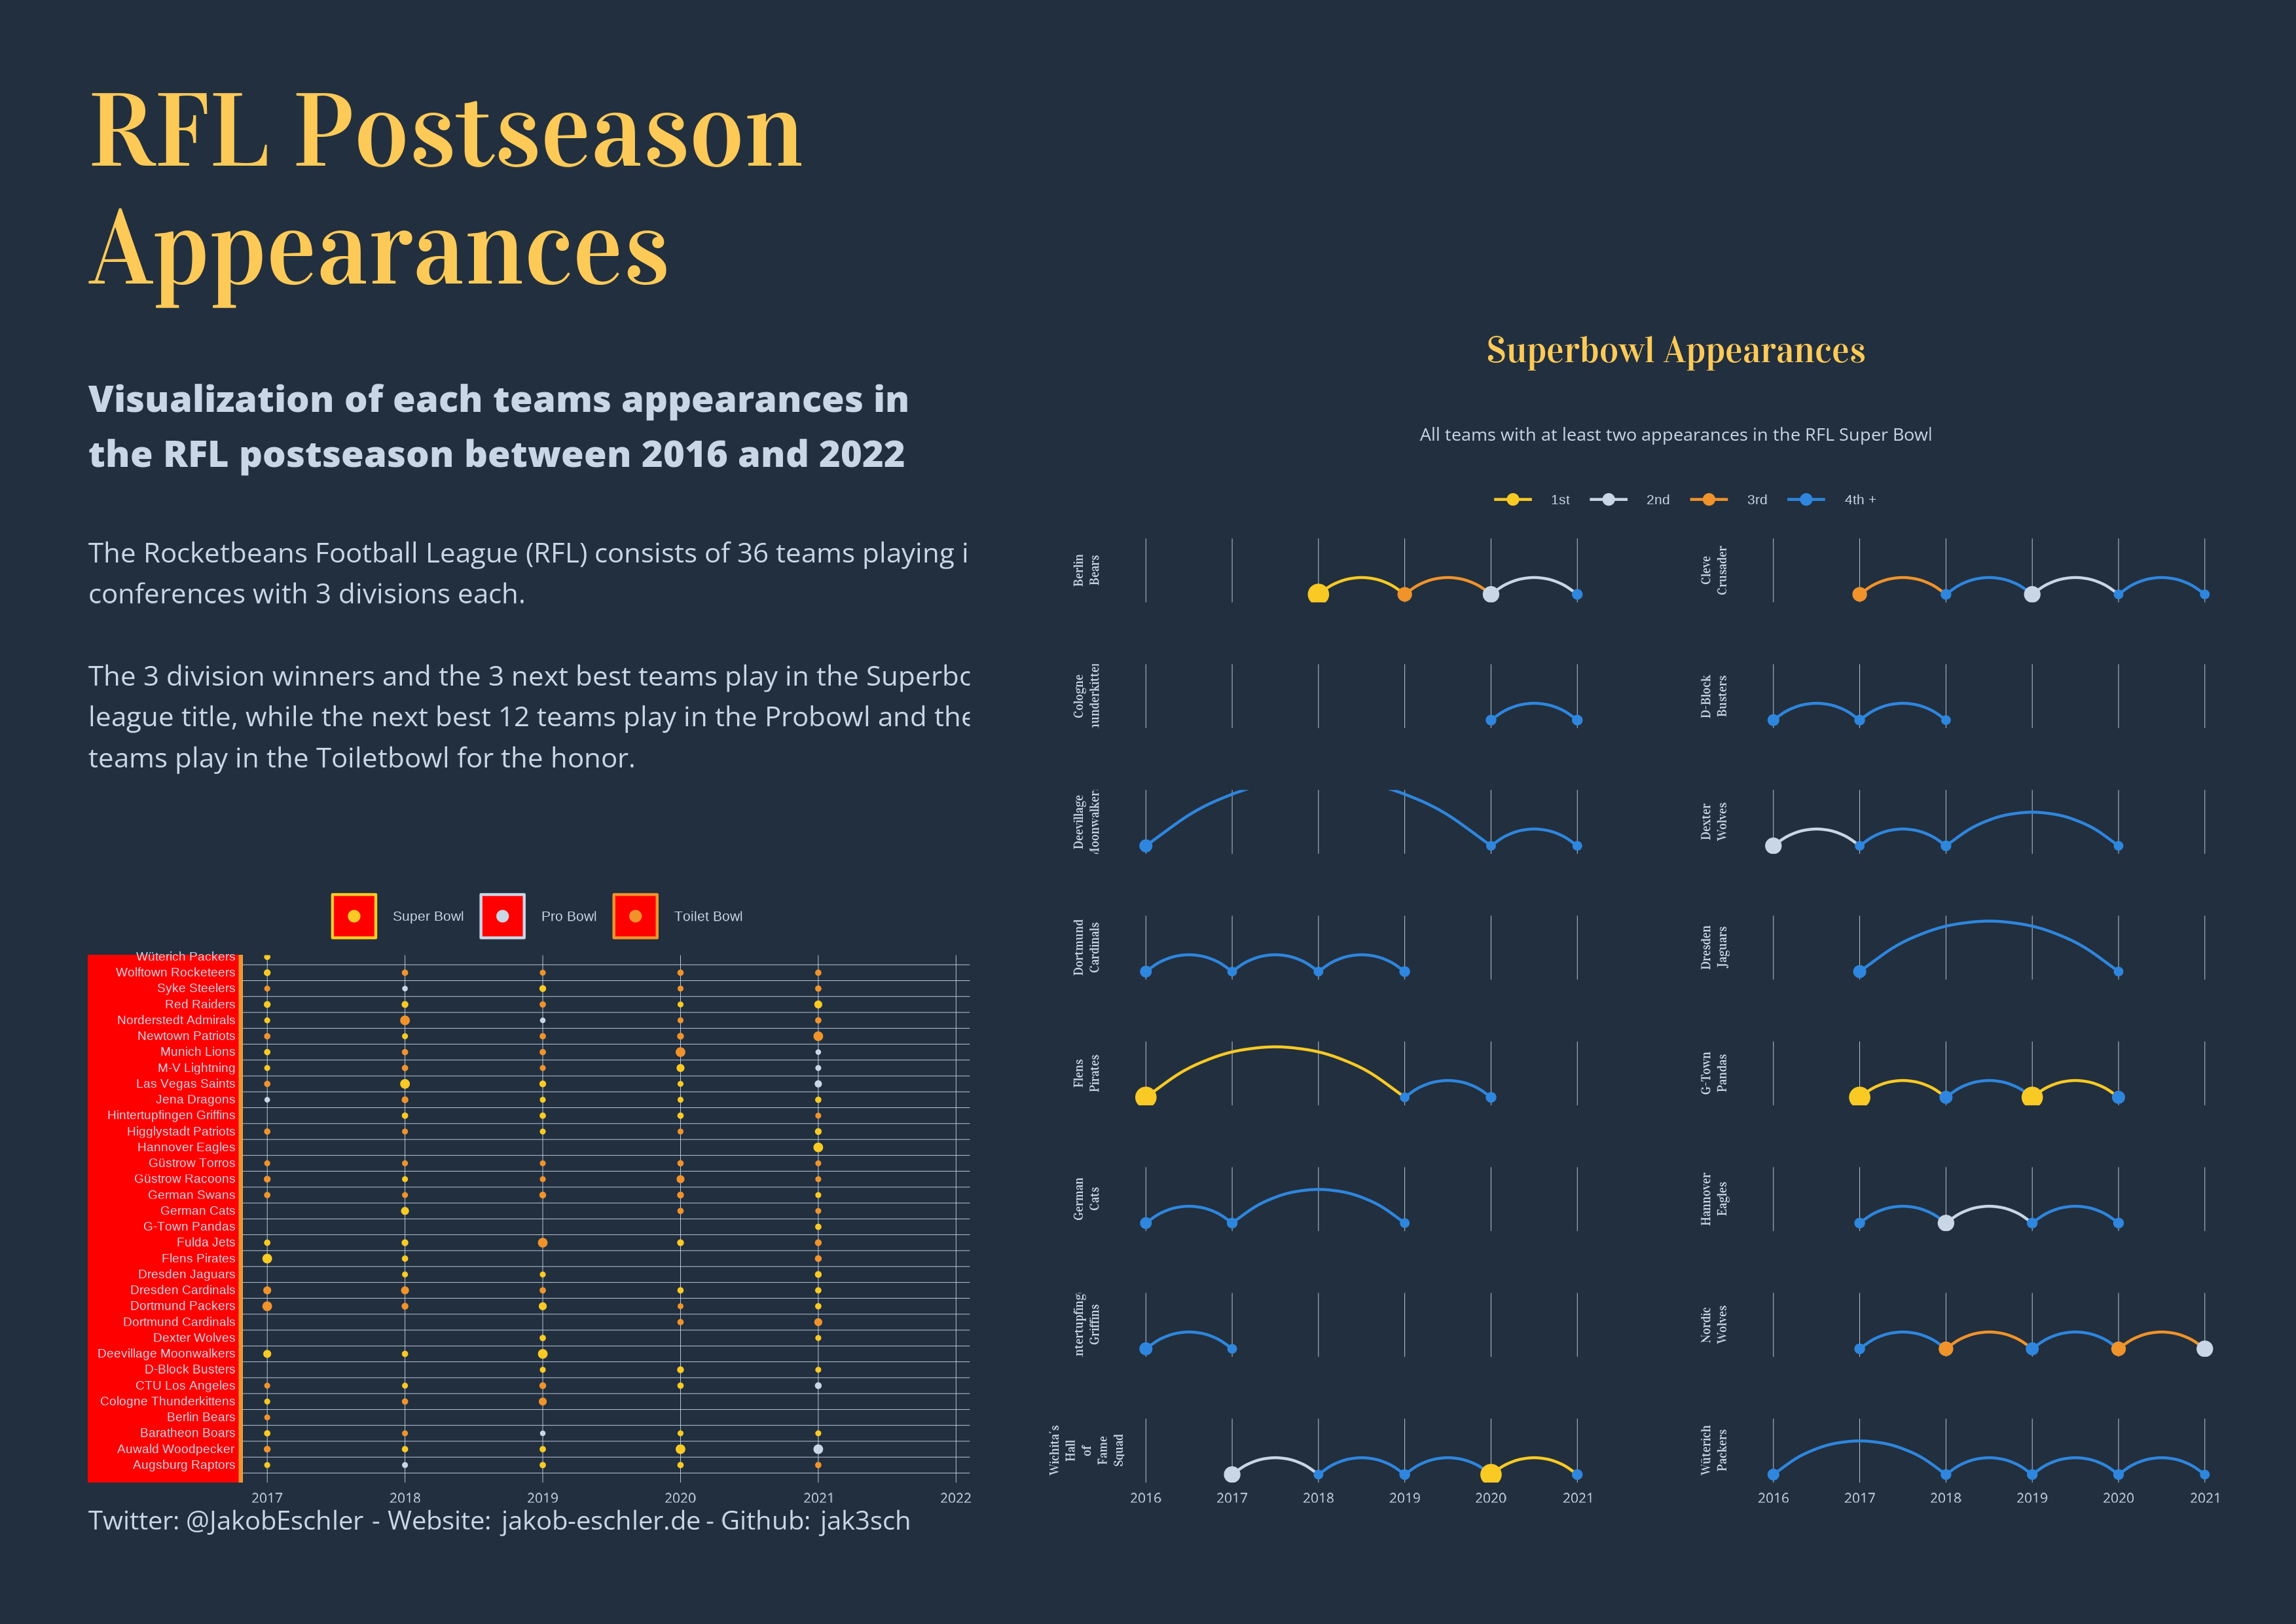 RFL Postseason
Appearances
Visualization of each teams appearances in
the RFL postseason between 2016 and 2022
The Rocketbeans Football League (RFL) consists of 36 teams playing i
conferences with 3 divisions each.
The 3 division winners and the 3 next best teams play in the Superbo
league title, while the next best 12 teams play in the Probowl and the
teams play in the Toiletbowl for the honor.
Super Bowl
Pro Bowl
Toilet Bowl
Wüterich Packers
Wolftown Rocketeers
Syke Steelers
Red Raiders
Norderstedt Admirals
Newtown Patriots
Munich Lions
M-V Lightning
Las Vegas Saints
Jena Dragons
Hintertupfingen Griffins
Higglystadt Patriots
Hannover Eagles
Güstrow Torros
Güstrow Racoons
German Swans
German Cats
G-Town Pandas
Fulda Jets
Flens Pirates
Dresden Jaguars
Dresden Cardinals
Dortmund Packers
Dortmund Cardinals
Dexter Wolves
Deevillage Moonwalkers
D-Block Busters
CTU Los Angeles
Cologne Thunderkittens
Berlin Bears
Baratheon Boars
Auwald Woodpecker
Augsburg Raptors
2017 2018 2019 2020 2021 2022
Twitter: @JakobEschler - Website: jakob-eschler.de - Github: jak3sch
Superbowl Appearances
All teams with at least two appearances in the RFL Super Bowl
1st 2nd 3rd 4th +
Berlin
Bears
Cleve
Crusader
Cologne
underkitten
D-Block
Busters
Deevillage
Moonwalker
Dexter
Wolves
Dortmund
Cardinals
Dresden
Jaguars
Flens
Pirates
G-Town
Pandas
German
Cats
Hannover
Eagles
ntertupfing
Griffins
Nordic
Wolves
Wichita´s
Hall
of
Fame
Squad
Wüterich
Packers
2016 2017 2018 2019 2020 2021
2016 2017 2018 2019 2020 2021